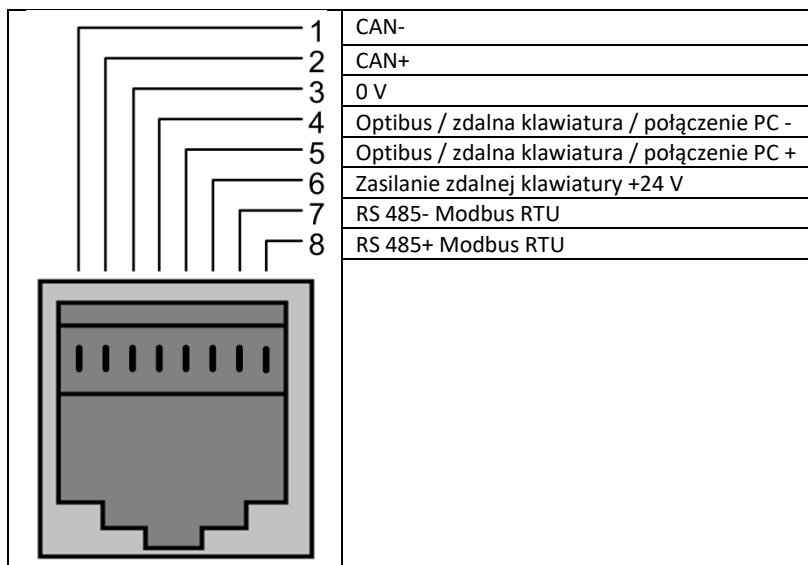 1 CAN-
2 CAN+
3 0 V
4 Optibus / zdalna klawiatura / połączenie PC -
5 Optibus / zdalna klawiatura / połączenie PC +
6 Zasilanie zdalnej klawiatury +24 V
7 RS 485- Modbus RTU
8 RS 485+ Modbus RTU